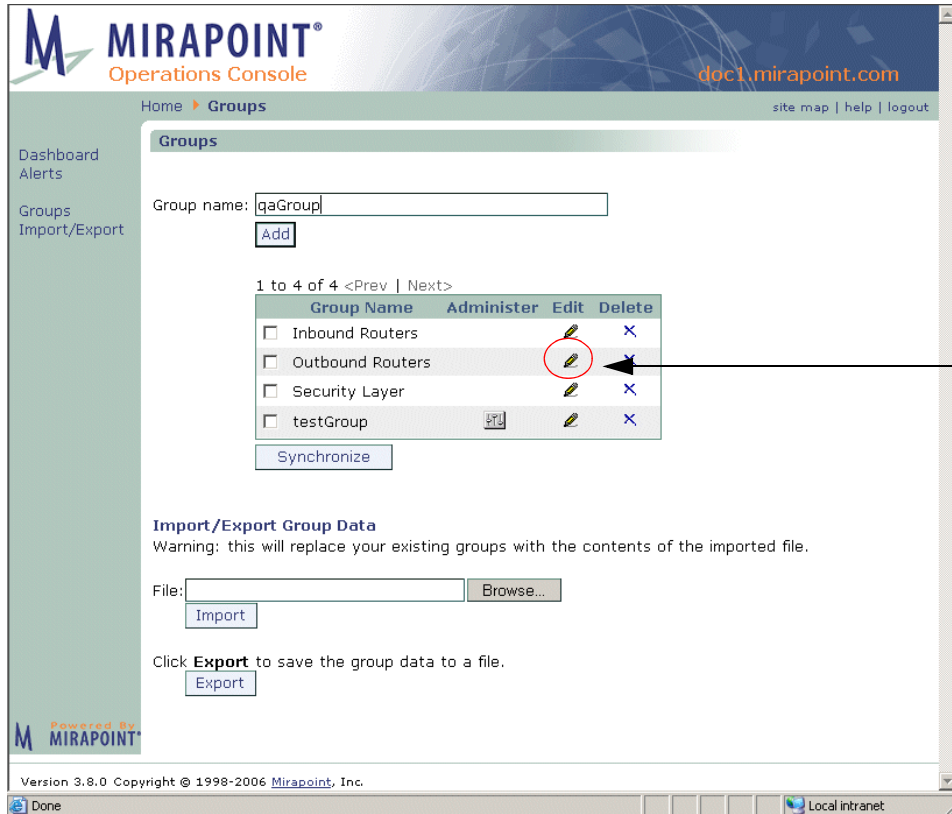 MIRAPOINT®
Operations Console
doc1.mirapoint.com
Home Groups
site map | help | logout
Dashboard
Alerts
Groups
Import/Export
Groups
Group name: qaGroup
Add
1 to 4 of 4 <Prev | Next>
Group Name Administer Edit Delete
Inbound Routers
Outbound Routers
Security Layer
testGroup
Synchronize
Import/Export Group Data
Warning: this will replace your existing groups with the contents of the imported file.
File: Browse...
Import
Click Export to save the group data to a file.
Export
Powered By
MIRAPOINT
Version 3.8.0 Copyright © 1998-2006 Mirapoint, Inc.
Done
Local intranet